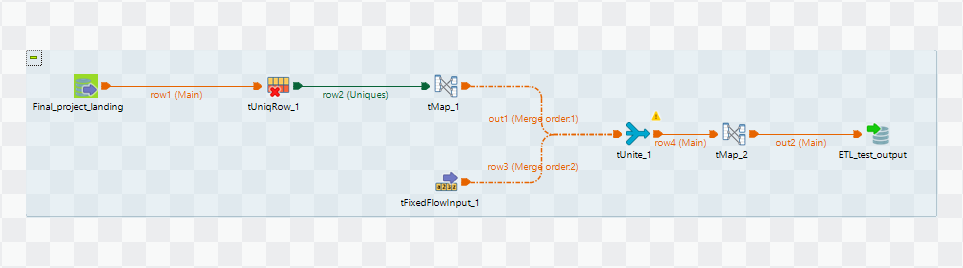 row1 (Main)
row2 (Uniques)
Final_project_landing
tUniqRow_1
tMap_1
out1 (Merge order:1)
row4 (Main)
out2 (Main)
tUnite_1
tMap_2
ETL_test_output
row3 (Merge order:2)
tFixedFlowInput_1